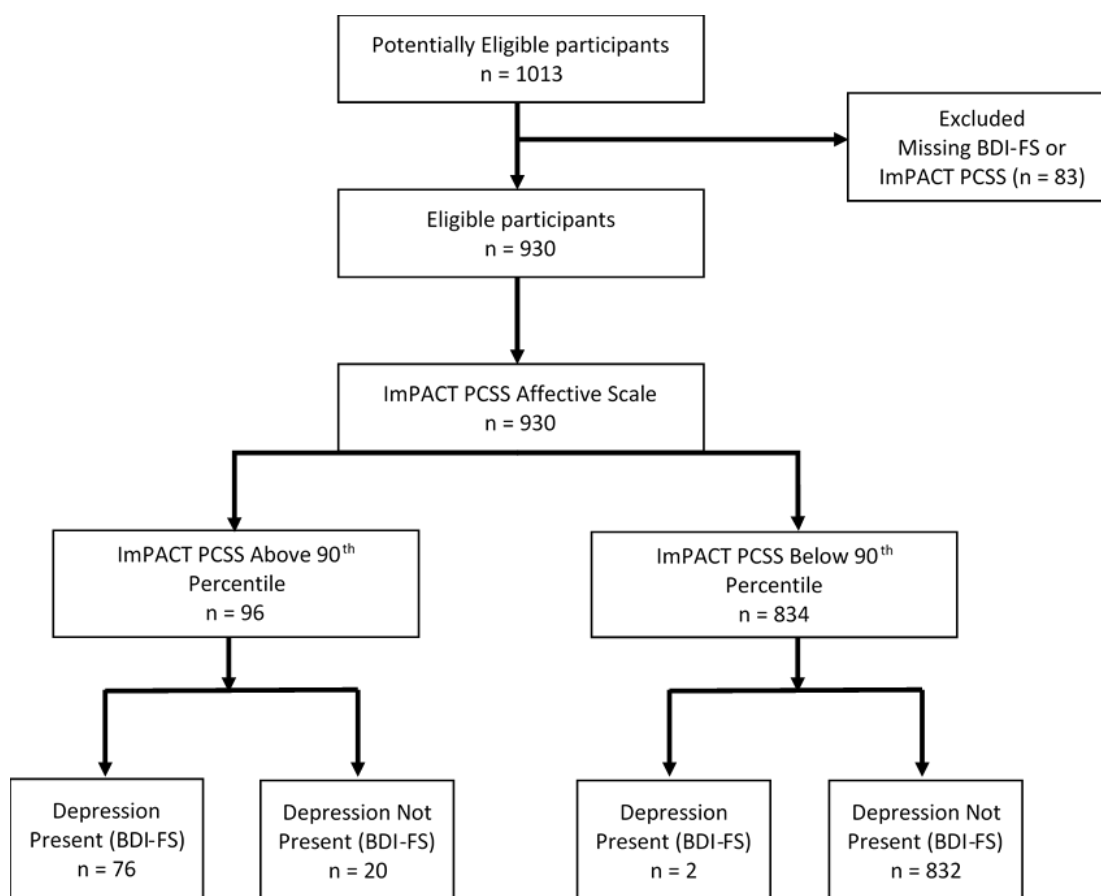 Potentially Eligible participants
n = 1013
Excluded
Missing BDI-FS or
ImPACT PCSS (n = 83)
Eligible participants
n = 930
ImPACT PCSS Affective Scale
n = 930
ImPACT PCSS Above 90th
Percentile
n = 96
ImPACT PCSS Below 90th
Percentile
n = 834
Depression
Present (BDI-FS)
n = 76
Depression Not
Present (BDI-FS)
n = 20
Depression
Present (BDI-FS)
n = 2
Depression Not
Present (BDI-FS)
n = 832